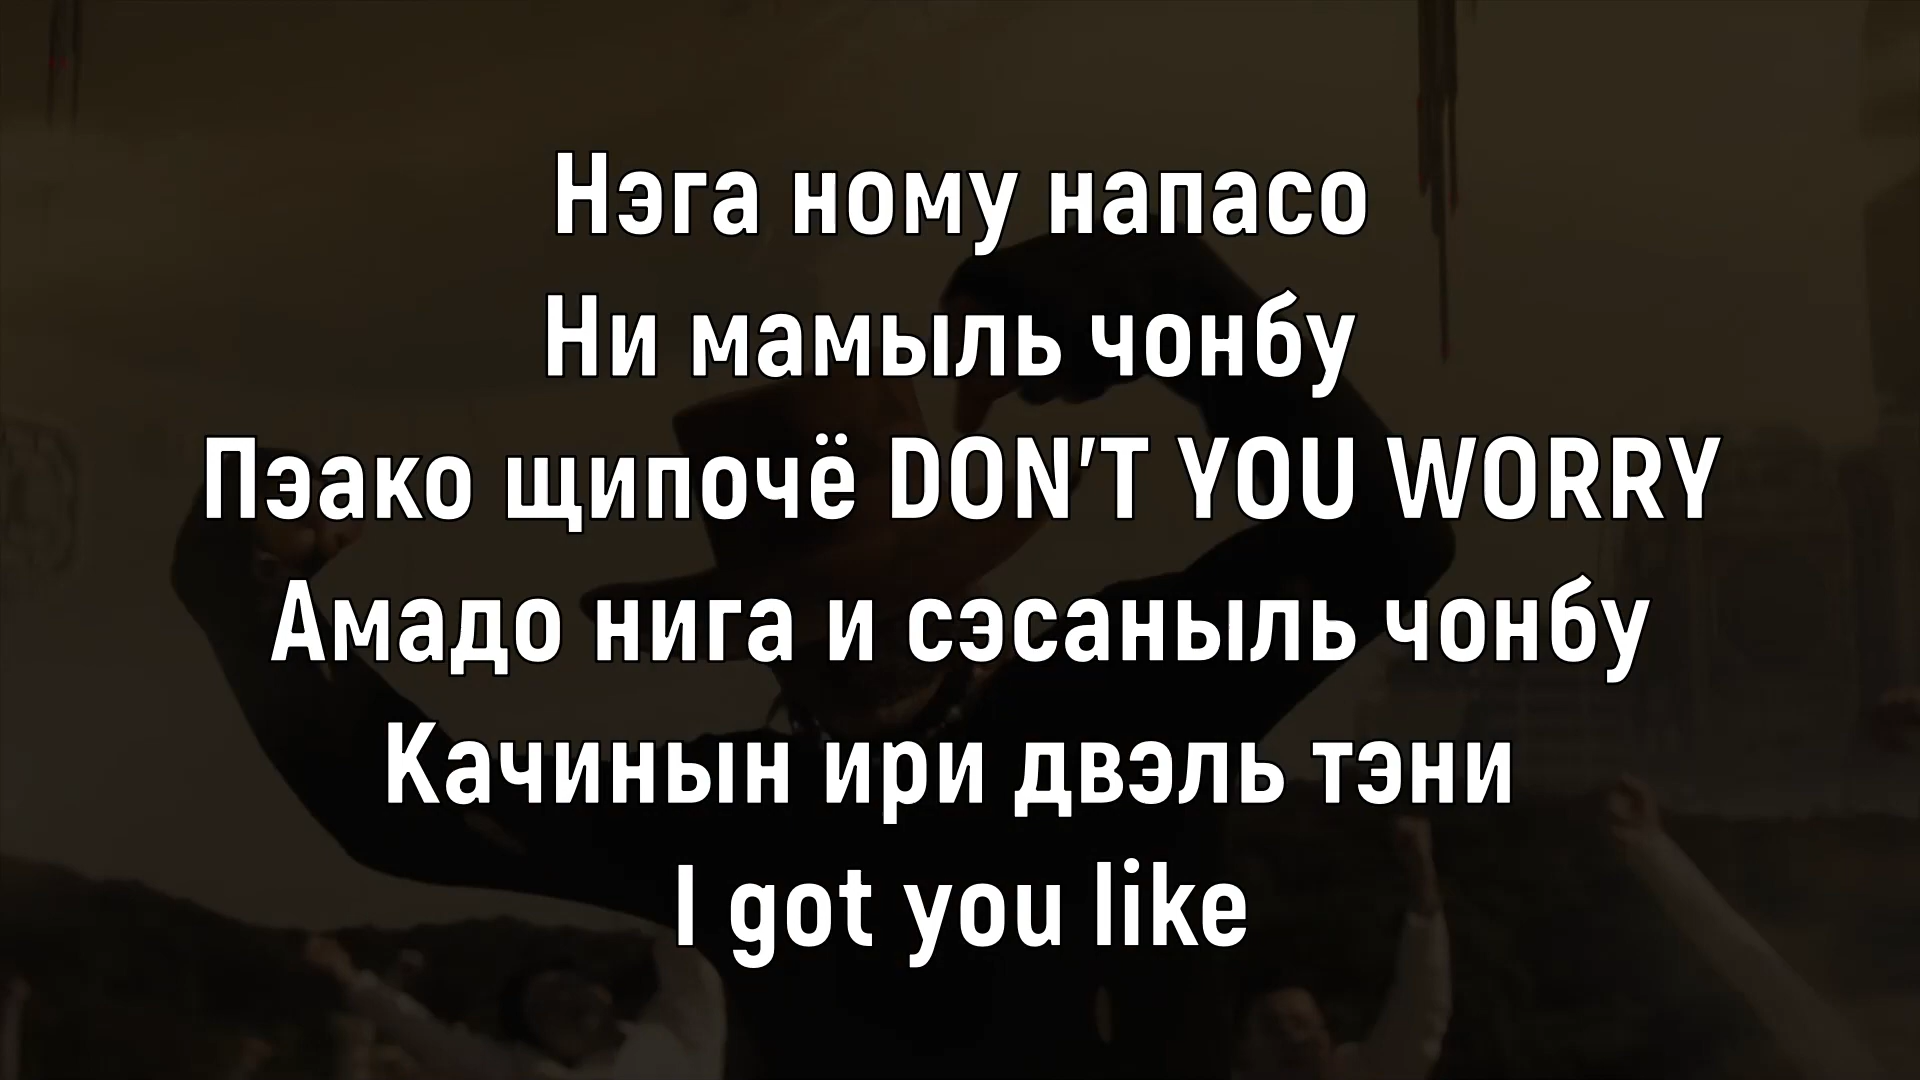 Нэга ному напасо
Ни мамыль чонбу
Пэако щипочё DON'T YOU WORRY
Амадо нига и сэсаныль чонбу
Качинын ири двэль тэни
I got you like